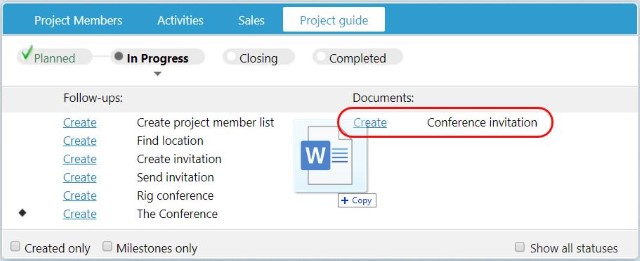 Project Members Activities Sales Project guide
Planned In Progress Closing Completed
Follow-ups: Documents:
Create Create project member list Create Conference invitation
Create Find location
Create Create invitation
Create Send invitation
Create Rig conference
Create The Conference
W
+ Copy
Created only Milestones only Show all statuses